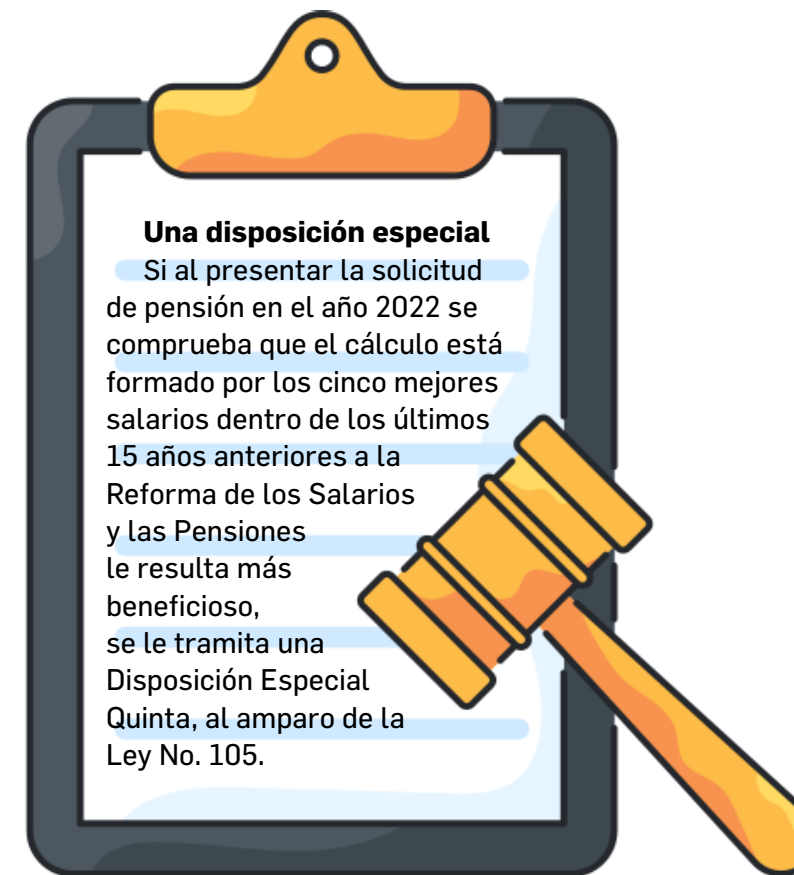 Una disposición especial
Si al presentar la solicitud
de pensión en el año 2022 se
comprueba que el cálculo está
formado por los cinco mejores
salarios dentro de los últimos
15 años anteriores a la
Reforma de los Salarios
y las Pensiones
le resulta más
beneficioso,
se le tramita una
Disposición Especial
Quinta, al amparo de la
Ley No. 105.